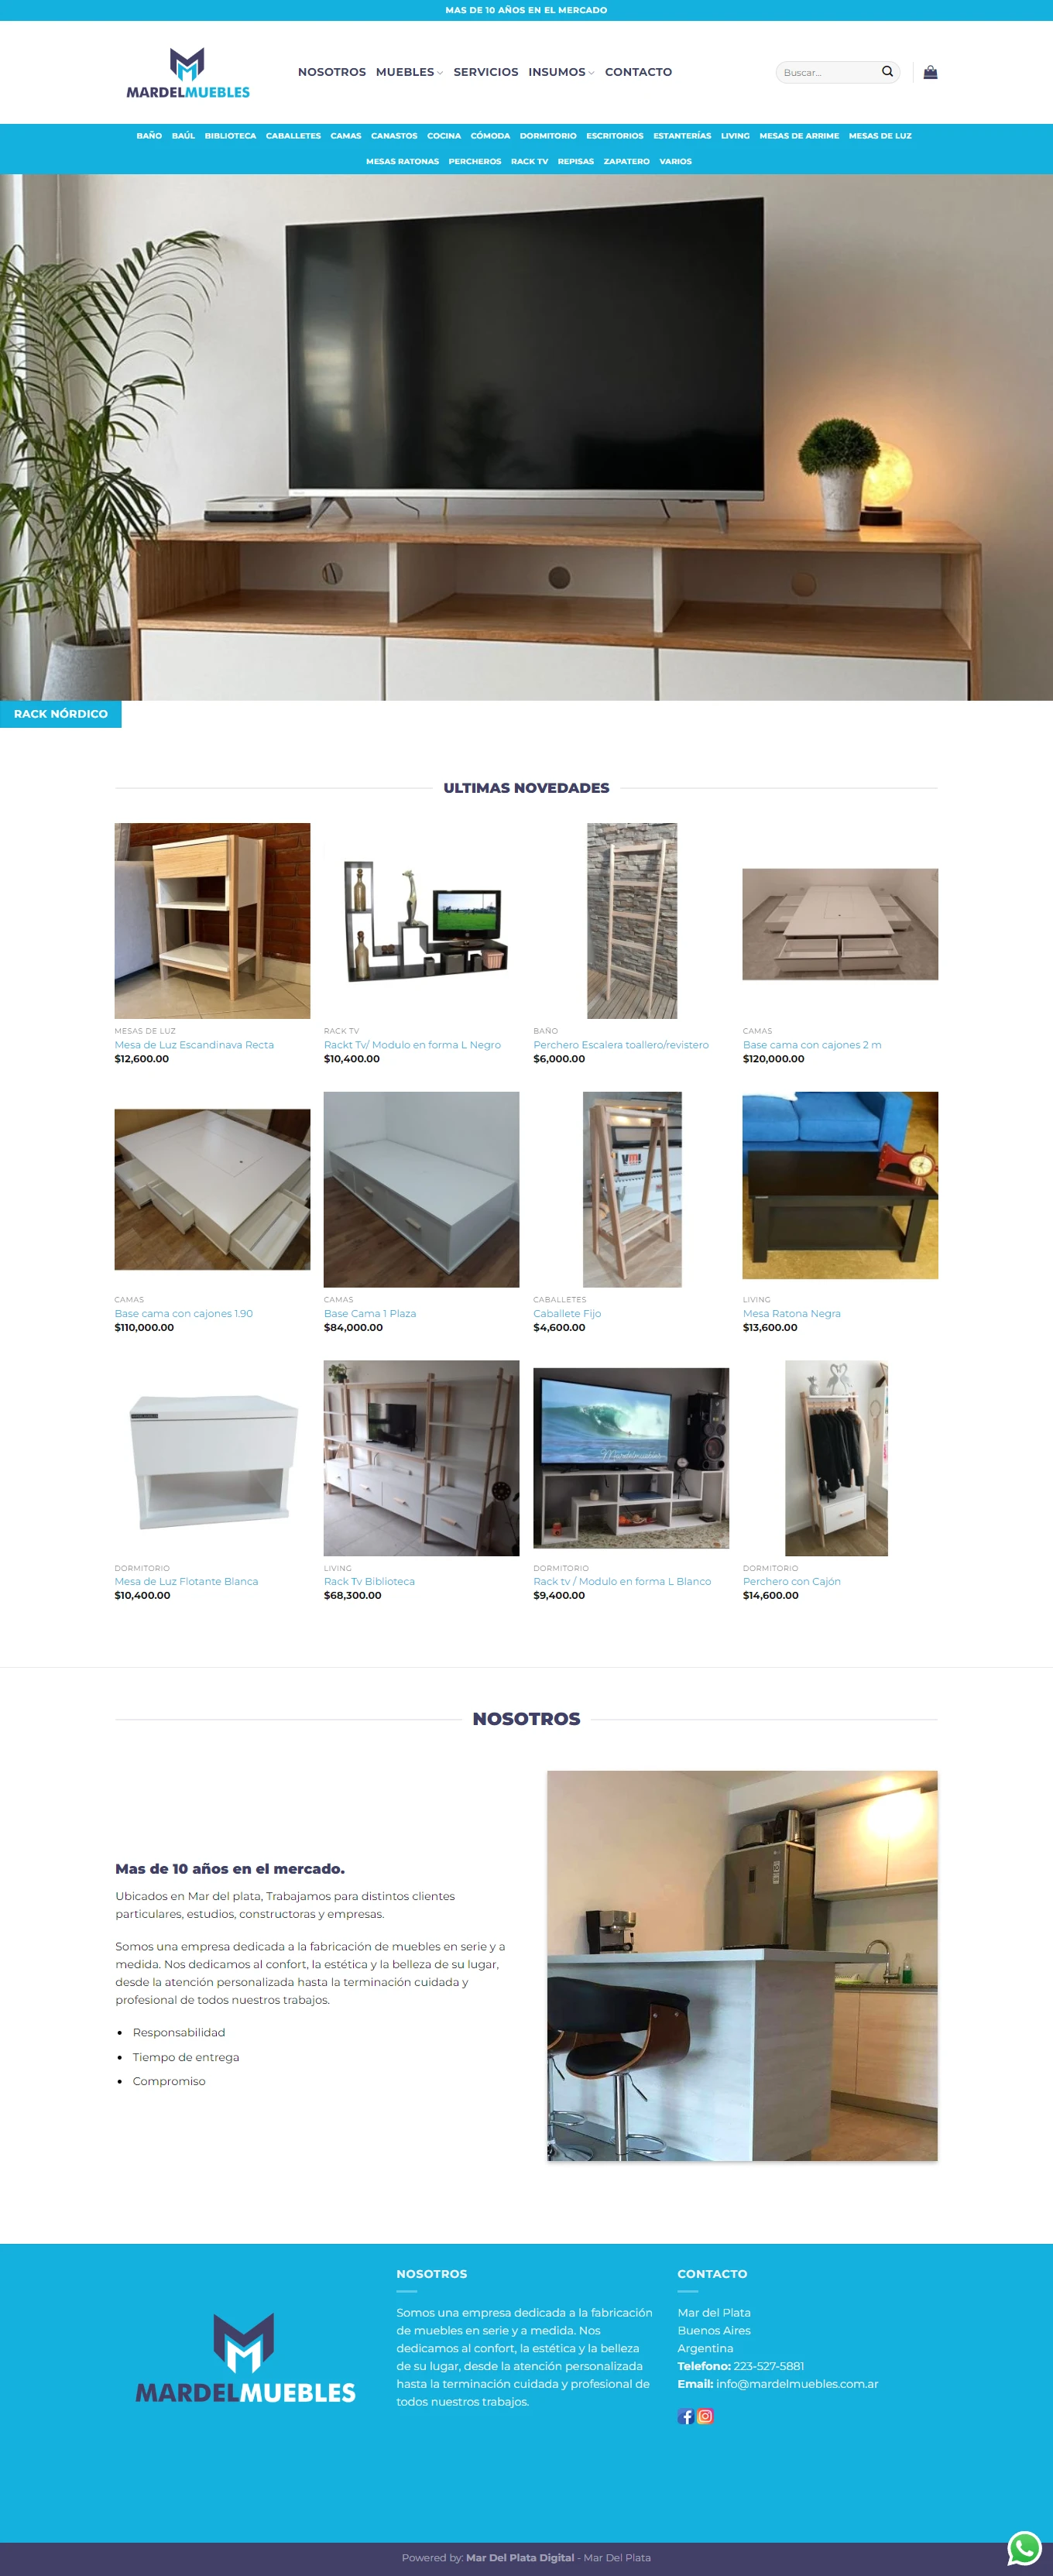 MAS DE 10 AÑOS EN EL MERCADO
MARDELMUEBLES
NOSOTROS MUEBLES SERVICIOS INSUMOS CONTACTO
Buscar...
BAÑO BAÚL BIBLIOTECA CABALLETES CAMAS CANASTOS COCINA CÓMODA DORMITORIO ESCRITORIOS ESTANTERÍAS LIVING MESAS DE ARRIME MESAS DE LUZ
MESAS RATONAS PERCHEROS RACK TV REPISAS ZAPATERO VARIOS
RACK NÓRDICO
ULTIMAS NOVEDADES
MESAS DE LUZ
Mesa de Luz Escandinava Recta
$12,600.00
RACK TV
Rackt Tv/ Modulo en forma L Negro
$10,400.00
BAÑO
Perchero Escalera toallero/revistero
$6,000.00
CAMAS
Base cama con cajones 2 m
$120,000.00
CAMAS
Base cama con cajones 1.90
$110,000.00
CAMAS
Base Cama 1 Plaza
$84,000.00
CABALLETES
Caballete Fijo
$4,600.00
LIVING
Mesa Ratona Negra
$13,600.00
DORMITORIO
Mesa de Luz Flotante Blanca
$10,400.00
LIVING
Rack Tv Biblioteca
$68,300.00
DORMITORIO
Rack tv / Modulo en forma L Blanco
$9,400.00
DORMITORIO
Perchero con Cajón
$14,600.00
NOSOTROS
Mas de 10 años en el mercado.
Ubicados en Mar del plata, Trabajamos para distintos clientes
particulares, estudios, constructoras y empresas.
Somos una empresa dedicada a la fabricación de muebles en serie y a
medida. Nos dedicamos al confort, la estética y la belleza de su lugar,
desde la atención personalizada hasta la terminación cuidada y
profesional de todos nuestros trabajos.
Responsabilidad
Tiempo de entrega
Compromiso
MARDELMUEBLES
NOSOTROS
Somos una empresa dedicada a la fabricación
de muebles en serie y a medida. Nos
dedicamos al confort, la estética y la belleza
de su lugar, desde la atención personalizada
hasta la terminación cuidada y profesional de
todos nuestros trabajos.
CONTACTO
Mar del Plata
Buenos Aires
Argentina
Telefono: 223-527-5881
Email: info@mardelmuebles.com.ar
Powered by: Mar Del Plata Digital - Mar Del Plata